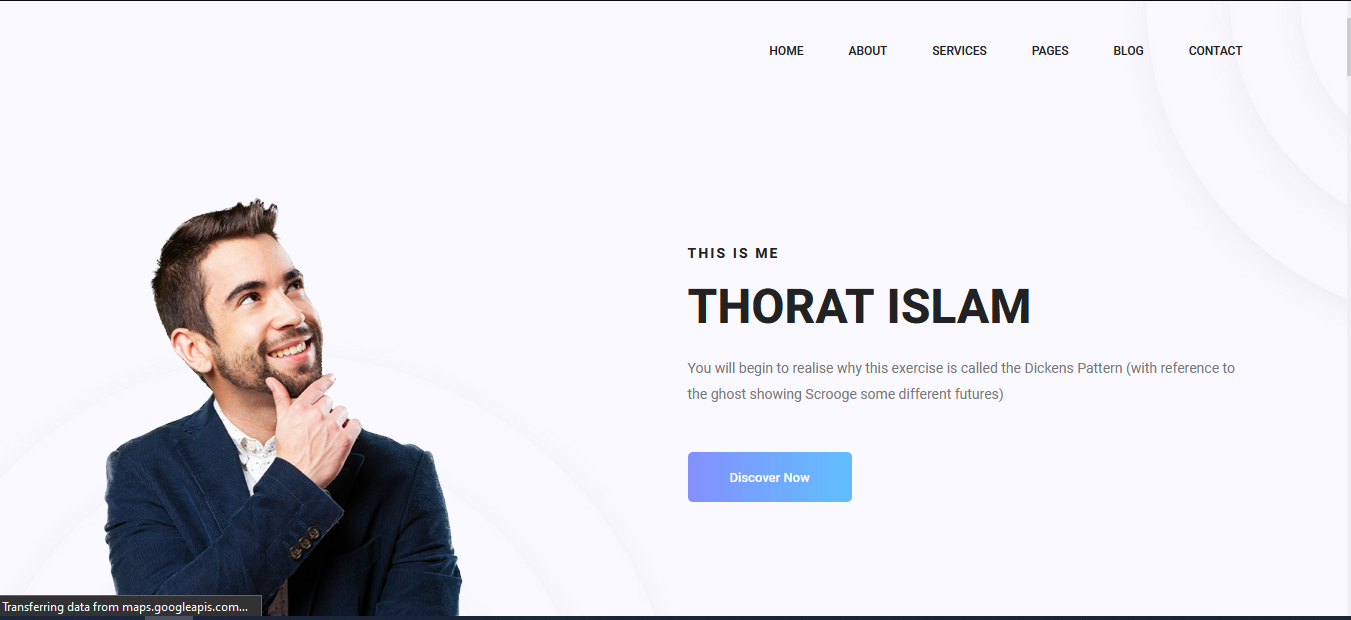 HOME ABOUT SERVICES PAGES BLOG CONTACT
THIS IS ME
THORAT ISLAM
You will begin to realise why this exercise is called the Dickens Pattern (with reference to
the ghost showing Scrooge some different futures)
Discover Now
Transferring data from maps.googleapis.com...